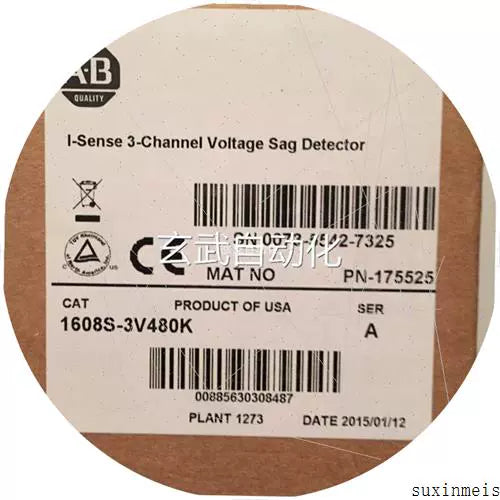 A-B
QUALITY
I-Sense 3-Channel Voltage Sag Detector
玄武自动化
MAT NO PN-175525
CAT PRODUCT OF USA SER
1608S-3V480K A
00885630308487
PLANT 1273 DATE 2015/01/12
suxinmeis